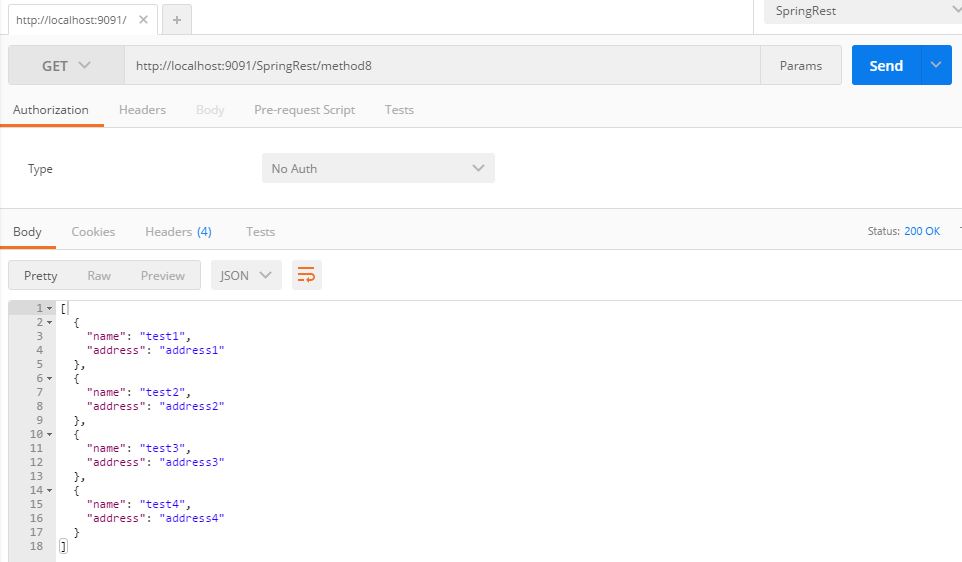 http://localhost:9091/ × +
SpringRest
GET http://localhost:9091/SpringRest/method8 Params Send
Authorization Headers Body Pre-request Script Tests
Type No Auth
Body Cookies Headers (4) Tests Status: 200 OK
Pretty Raw Preview JSON
1 [
2 {
3 "name": "test1",
4 "address": "address1"
5 },
6 {
7 "name": "test2",
8 "address": "address2"
9 },
10 {
11 "name": "test3",
12 "address": "address3"
13 },
14 {
15 "name": "test4",
16 "address": "address4"
17 }
18 ]